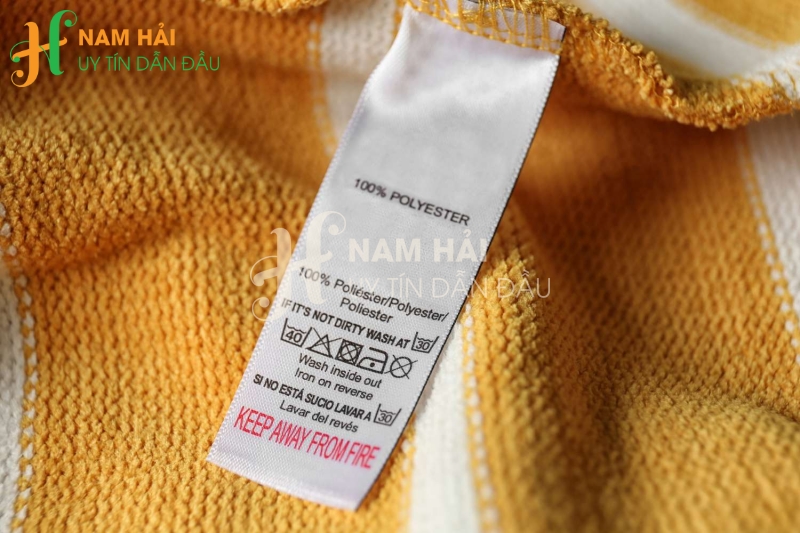 NAM HẢI
UY TÍN DẪN ĐẦU
100% POLYESTER
NAM HẢI
UY TÍN DẪN ĐẦU
100% Poliéster/Polyester/
Poliester
IF IT'S NOT DIRTY WASH AT 30
40
Wash inside out
Iron on reverse
SI NO ESTÁ SUCIO LAVAR A 30
Lavar del revés
KEEP AWAY FROM FIRE